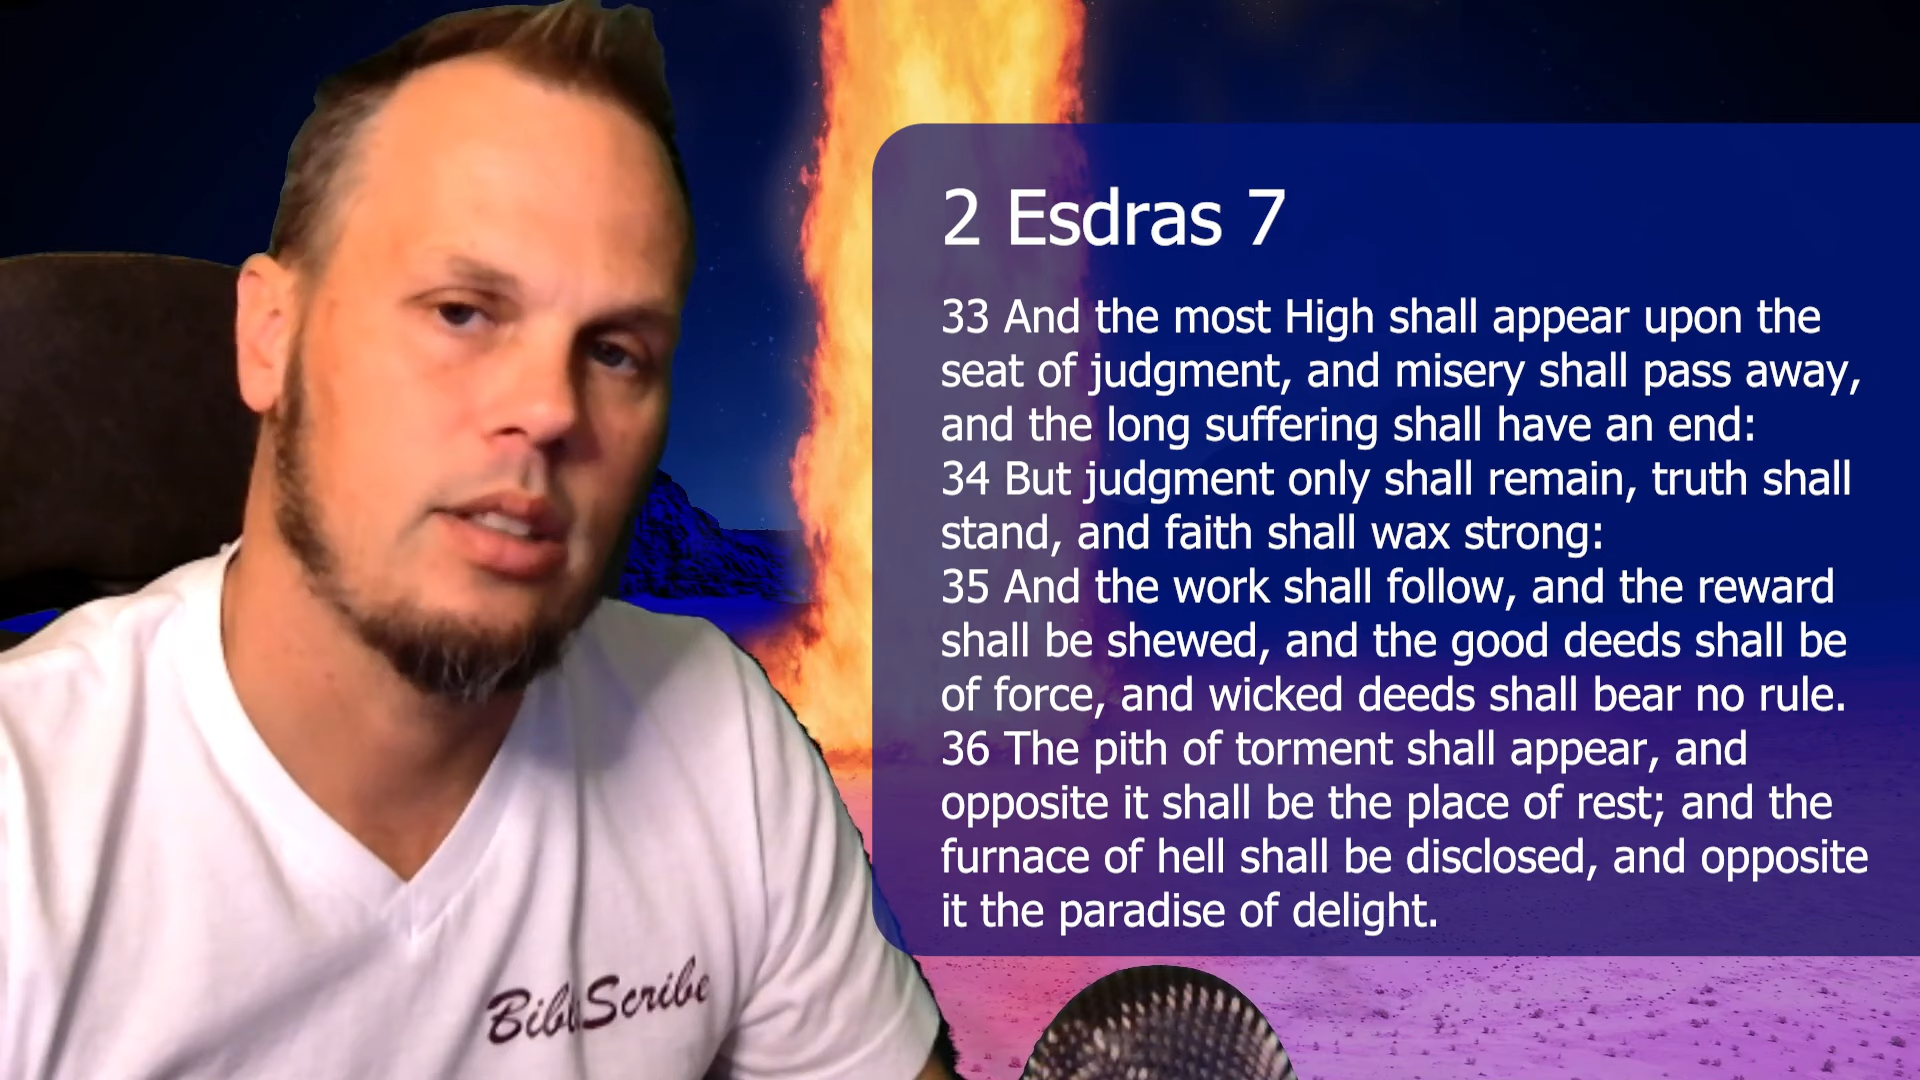 2 Esdras 7
33 And the most High shall appear upon the
seat of judgment, and misery shall pass away,
and the long suffering shall have an end:
34 But judgment only shall remain, truth shall
stand, and faith shall wax strong:
35 And the work shall follow, and the reward
shall be shewed, and the good deeds shall be
of force, and wicked deeds shall bear no rule.
36 The pith of torment shall appear, and
opposite it shall be the place of rest; and the
furnace of hell shall be disclosed, and opposite
it the paradise of delight.
BibleScribe